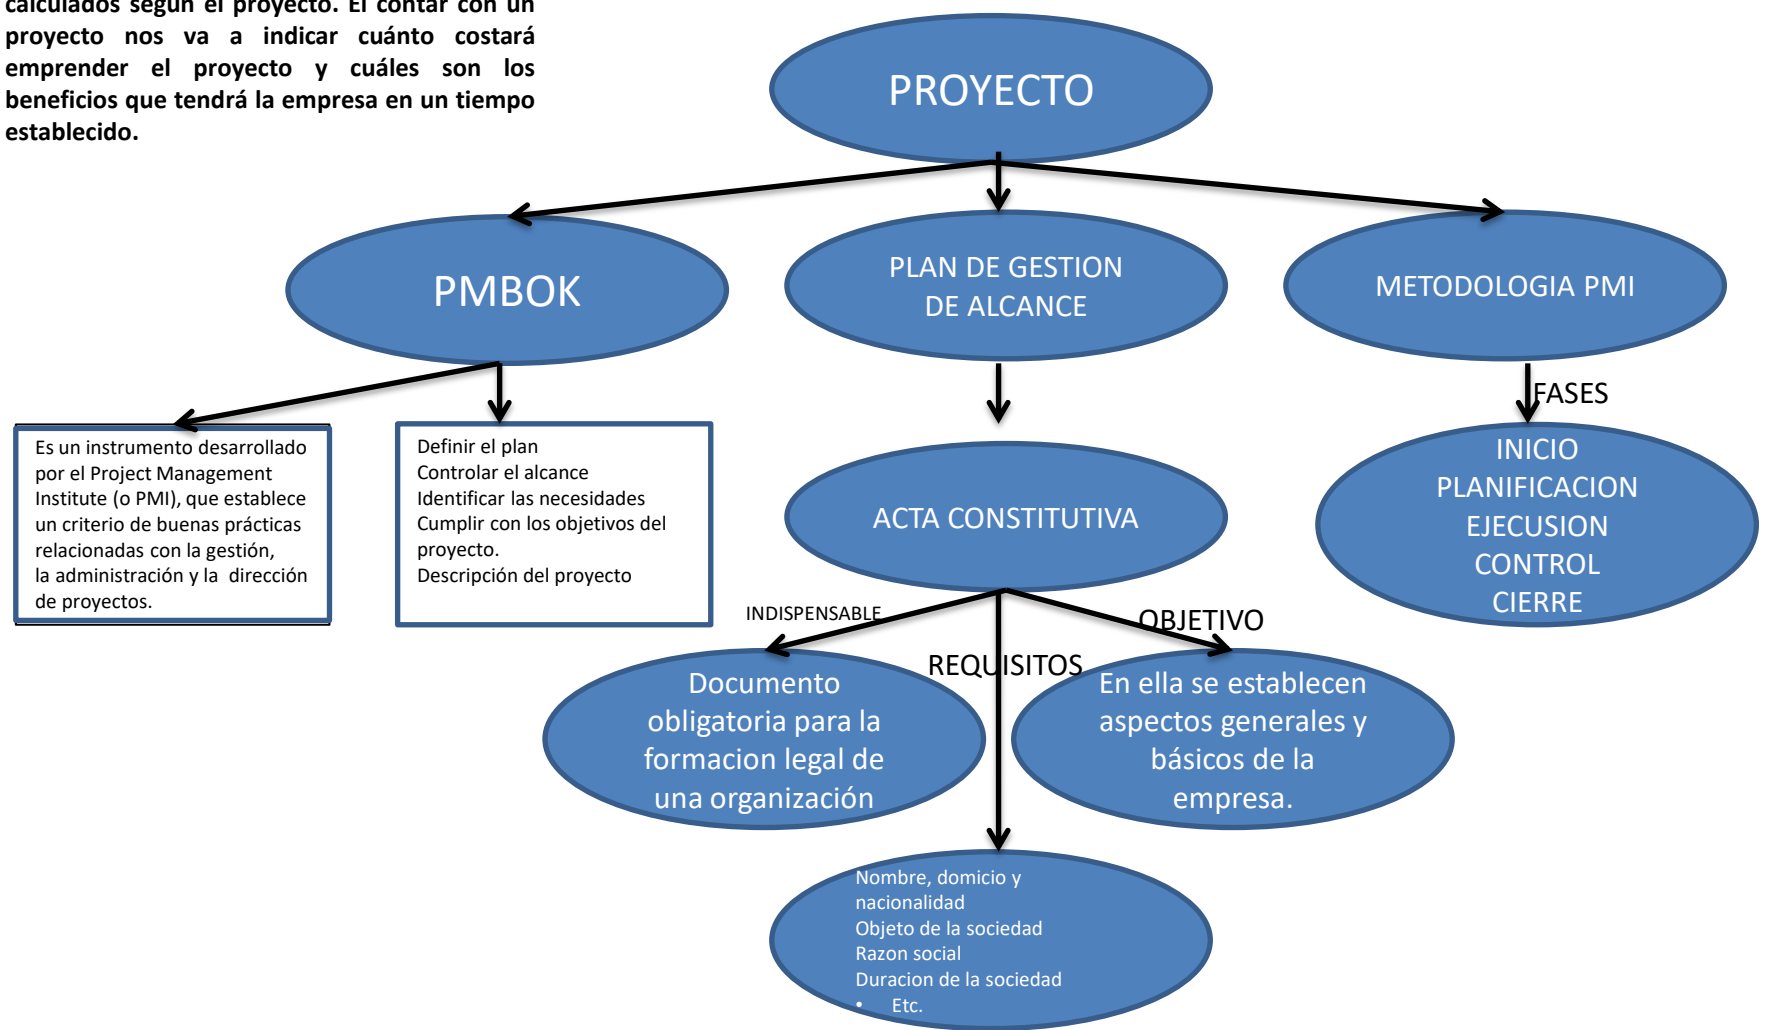 calculados según el proyecto. El contar con un
proyecto nos va a indicar cuánto costará
emprender el proyecto y cuáles son los
beneficios que tendrá la empresa en un tiempo
establecido.
PROYECTO
PMBOK
PLAN DE GESTION
DE ALCANCE
METODOLOGIA PMI
FASES
Es un instrumento desarrollado
por el Project Management
Institute (o PMI), que establece
un criterio de buenas prácticas
relacionadas con la gestión,
la administración y la dirección
de proyectos.
Definir el plan
Controlar el alcance
Identificar las necesidades
Cumplir con los objetivos del
proyecto.
Descripción del proyecto
ACTA CONSTITUTIVA
INICIO
PLANIFICACION
EJECUSION
CONTROL
CIERRE
INDISPENSABLE
OBJETIVO
REQUISITOS
Documento
obligatoria para la
formacion legal de
una organización
En ella se establecen
aspectos generales y
básicos de la
empresa.
Nombre, domicio y
nacionalidad
Objeto de la sociedad
Razon social
Duracion de la sociedad
• Etc.